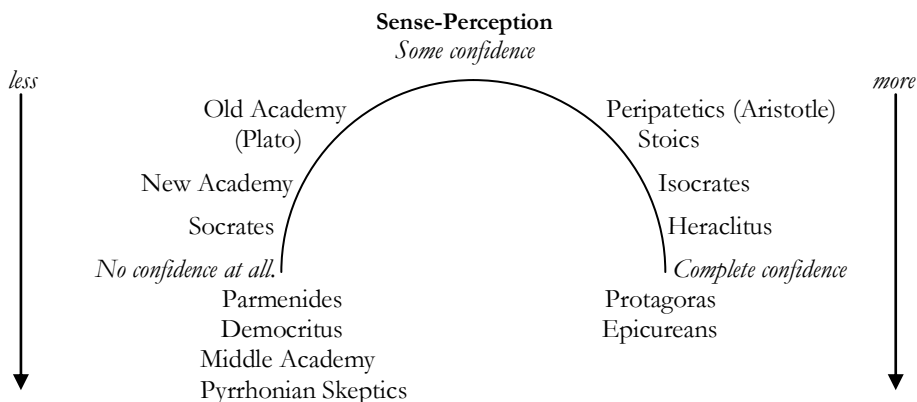 Sense-Perception
Some confidence
less
more
Old Academy
(Plato)
Peripatetics (Aristotle)
Stoics
New Academy
Isocrates
Socrates
Heraclitus
No confidence at all.
Complete confidence
Parmenides
Protagoras
Democritus
Epicureans
Middle Academy
Pyrrhonian Skeptics